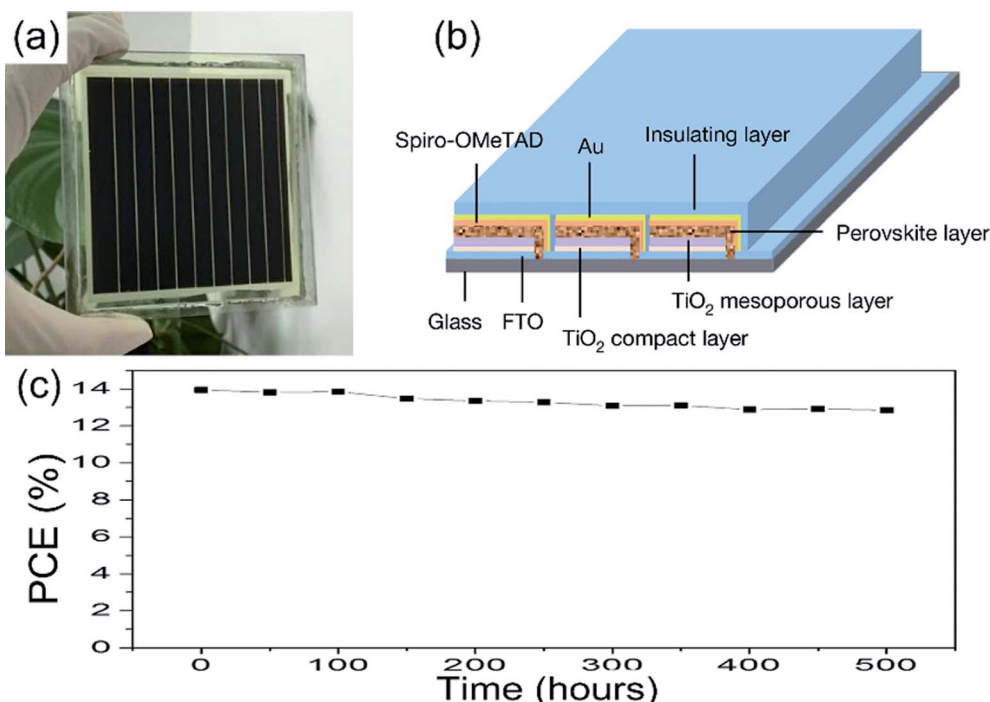 (a)
(b)
Spiro-OMeTAD
Au
Insulating layer
Perovskite layer
TiO₂ mesoporous layer
Glass
FTO
TiO₂ compact layer
(c)
14
12
10
8
6
4
2
0
PCE (%)
0 100 200 300 400 500
Time (hours)